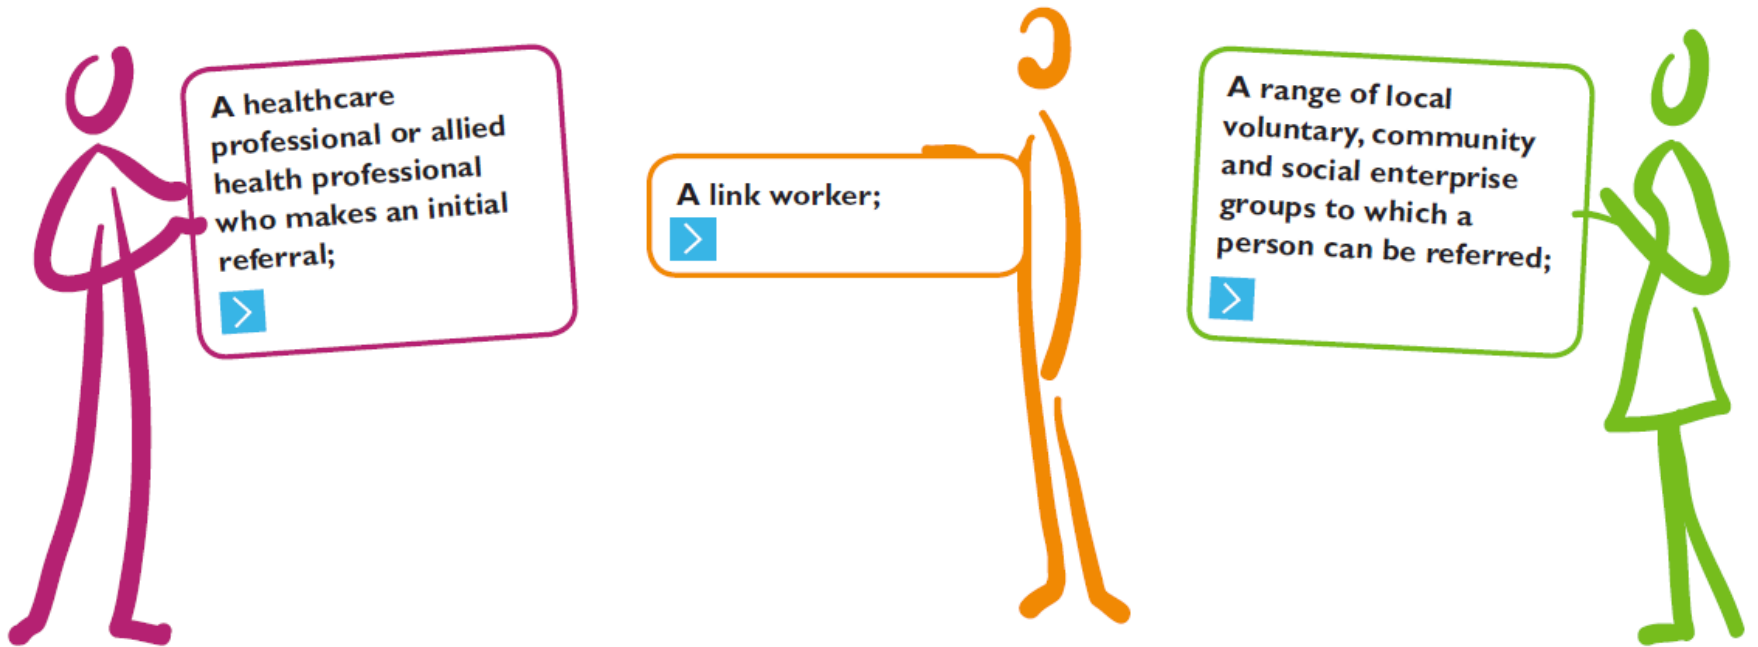 A healthcare
professional or allied
health professional
who makes an initial
referral;
A link worker;
A range of local
voluntary, community
and social enterprise
groups to which a
person can be referred;